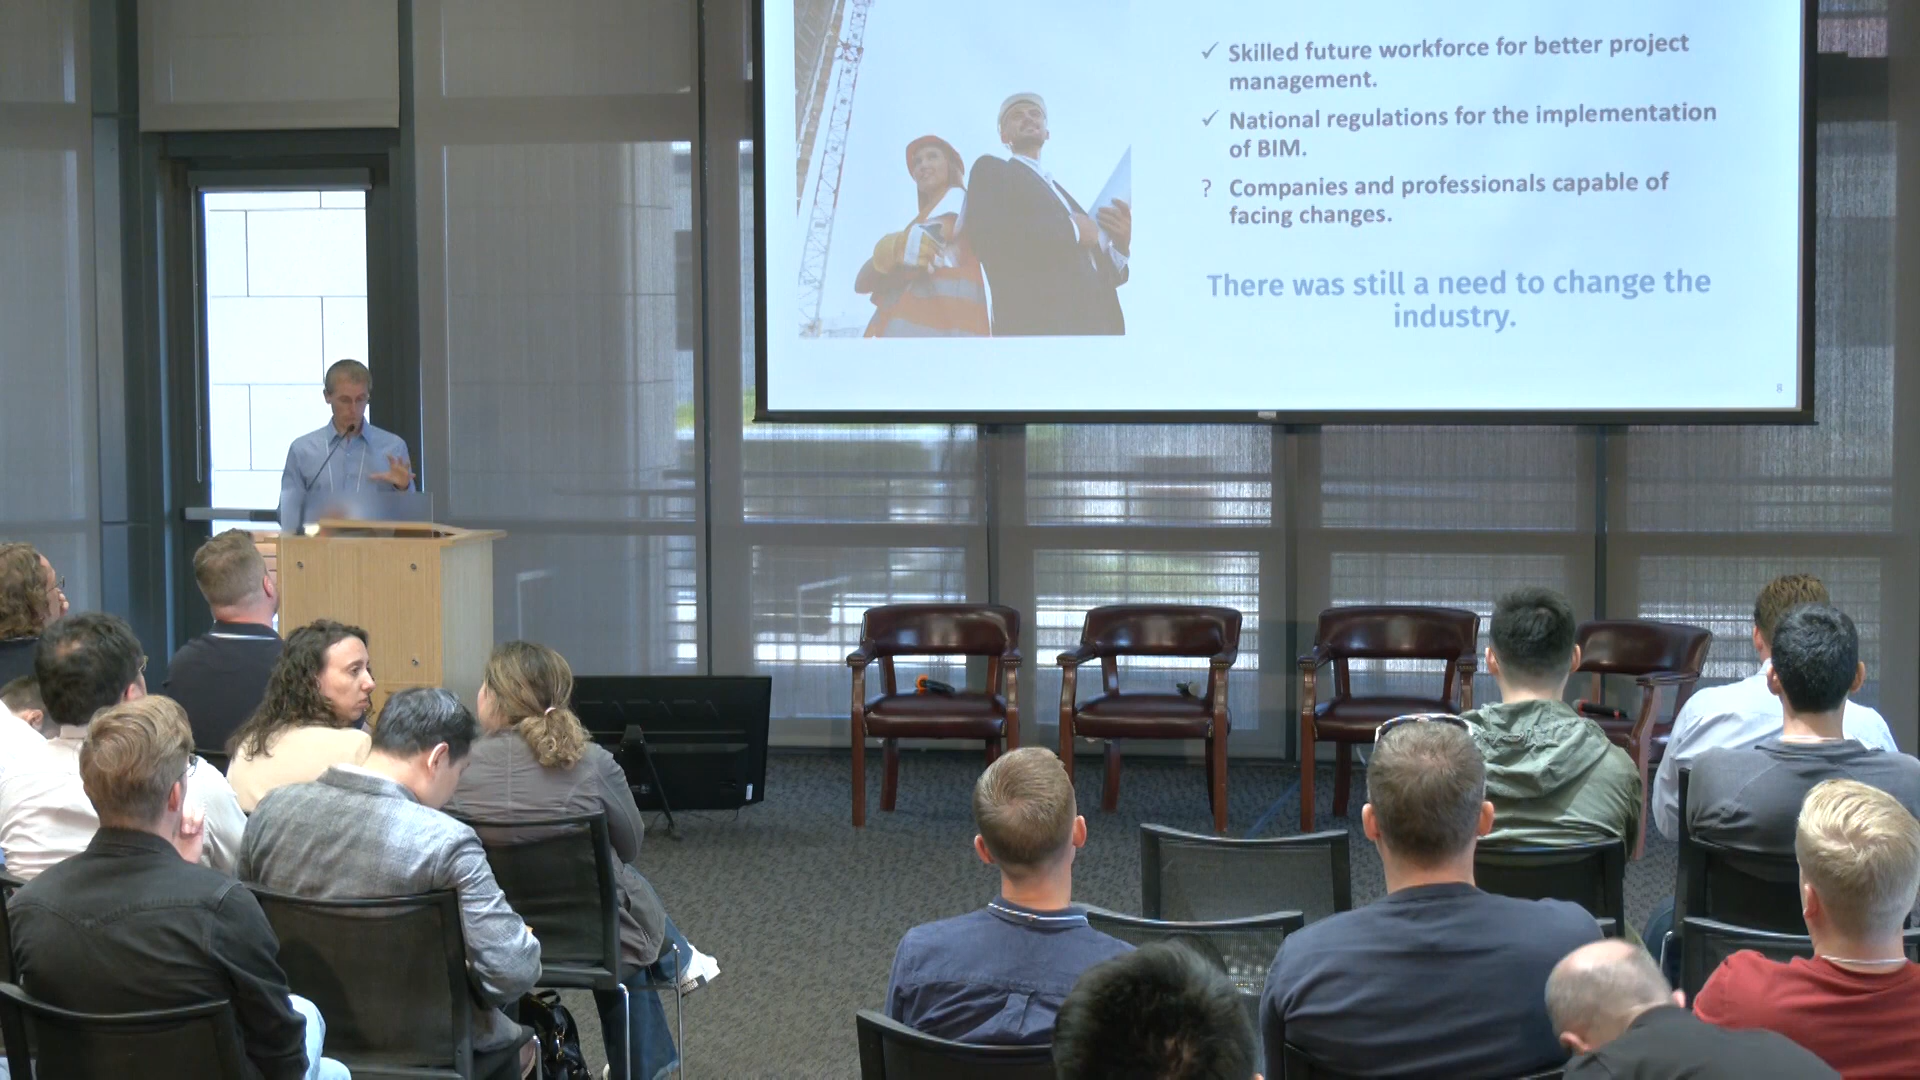 ✓ Skilled future workforce for better project
management.
✓ National regulations for the implementation
of BIM.
? Companies and professionals capable of
facing changes.
There was still a need to change the
industry.
8